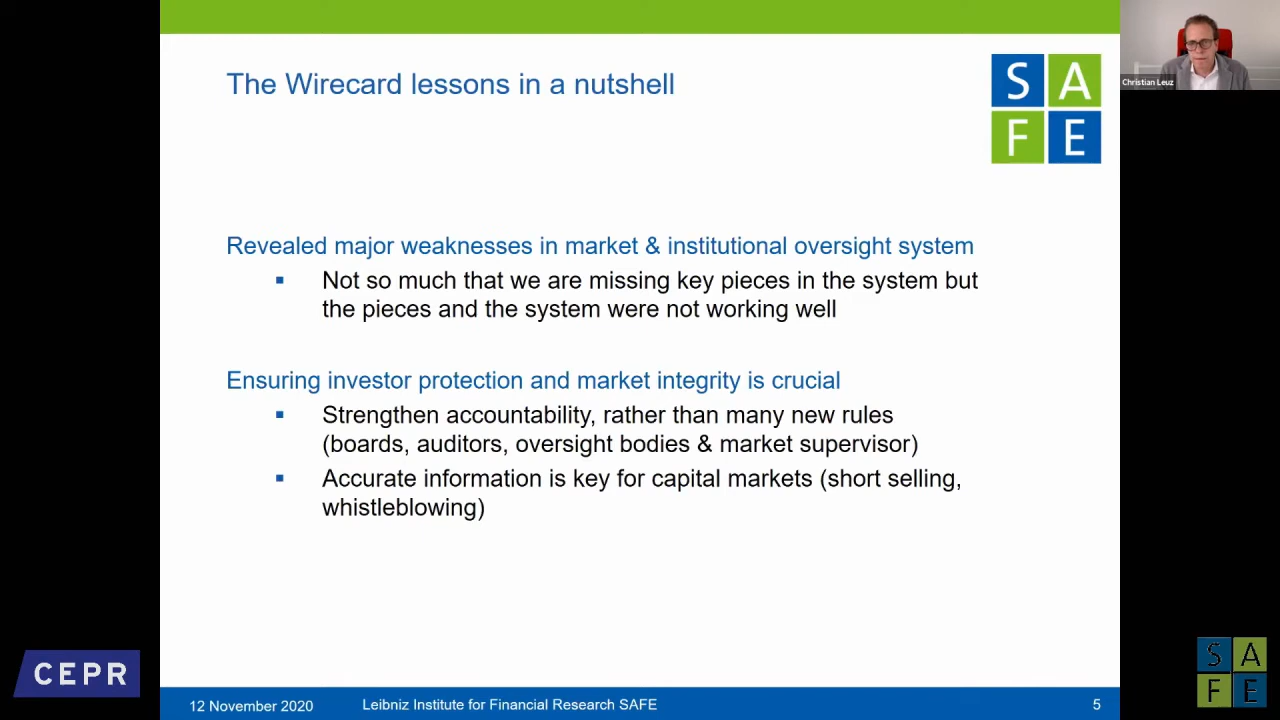 The Wirecard lessons in a nutshell
S A
F E
Christian Leuz
Revealed major weaknesses in market & institutional oversight system
▪ Not so much that we are missing key pieces in the system but
the pieces and the system were not working well
Ensuring investor protection and market integrity is crucial
▪ Strengthen accountability, rather than many new rules
(boards, auditors, oversight bodies & market supervisor)
▪ Accurate information is key for capital markets (short selling,
whistleblowing)
CEPR
S A
F E
12 November 2020
Leibniz Institute for Financial Research SAFE
5